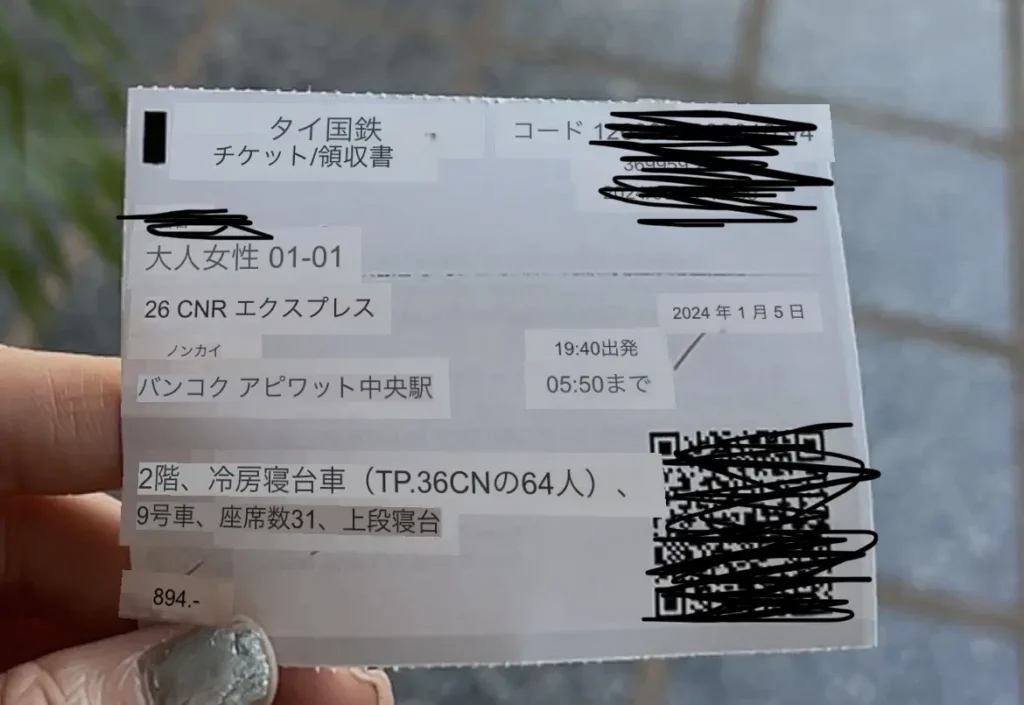 タイ国鉄
チケット/領収書
コード
大人女性 01-01
26 CNR エクスプレス
2024 年 1 月 5 日
ノンカイ
19:40出発
バンコク アピワット中央駅
05:50まで
2階、冷房寝台車（TP.36CNの64人）、
9号車、座席数31、上段寝台
894.-